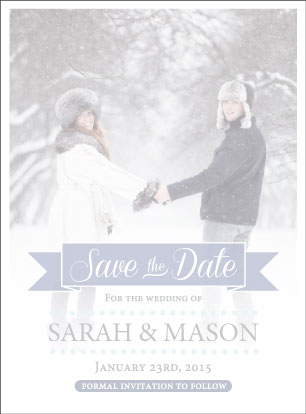 Save the Date
FOR THE WEDDING OF
SARAH & MASON
JANUARY 23RD, 2015
FORMAL INVITATION TO FOLLOW